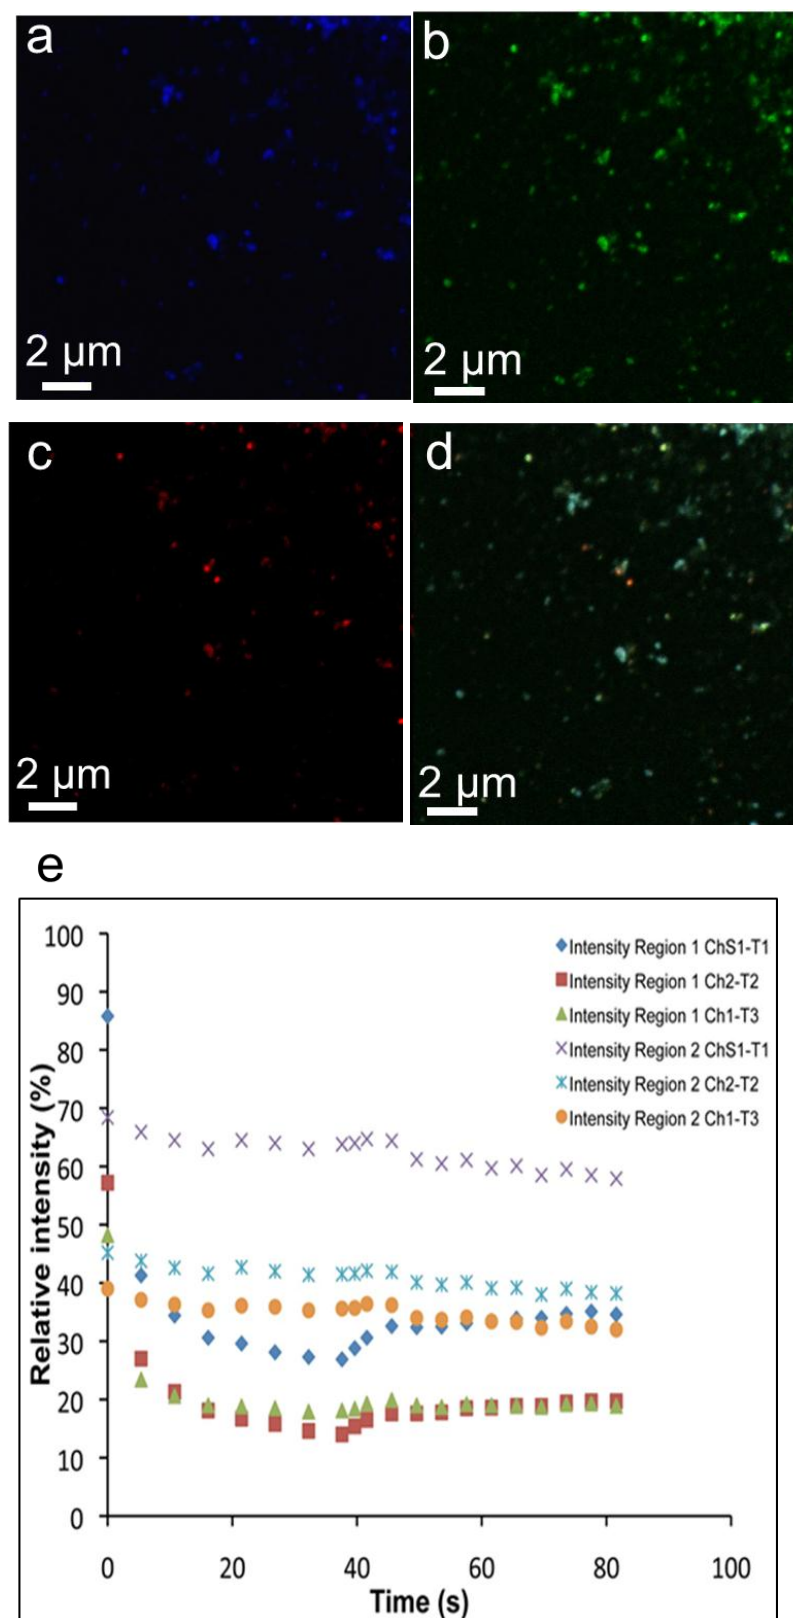 a
b
2 µm
2 µm
c
d
2 µm
2 µm
e
100
90
80
70
60
50
40
30
20
10
0
Relative intensity (%)
Intensity Region 1 ChS1-T1
Intensity Region 1 Ch2-T2
Intensity Region 1 Ch1-T3
Intensity Region 2 ChS1-T1
Intensity Region 2 Ch2-T2
Intensity Region 2 Ch1-T3
0 20 40 60 80 100
Time (s)